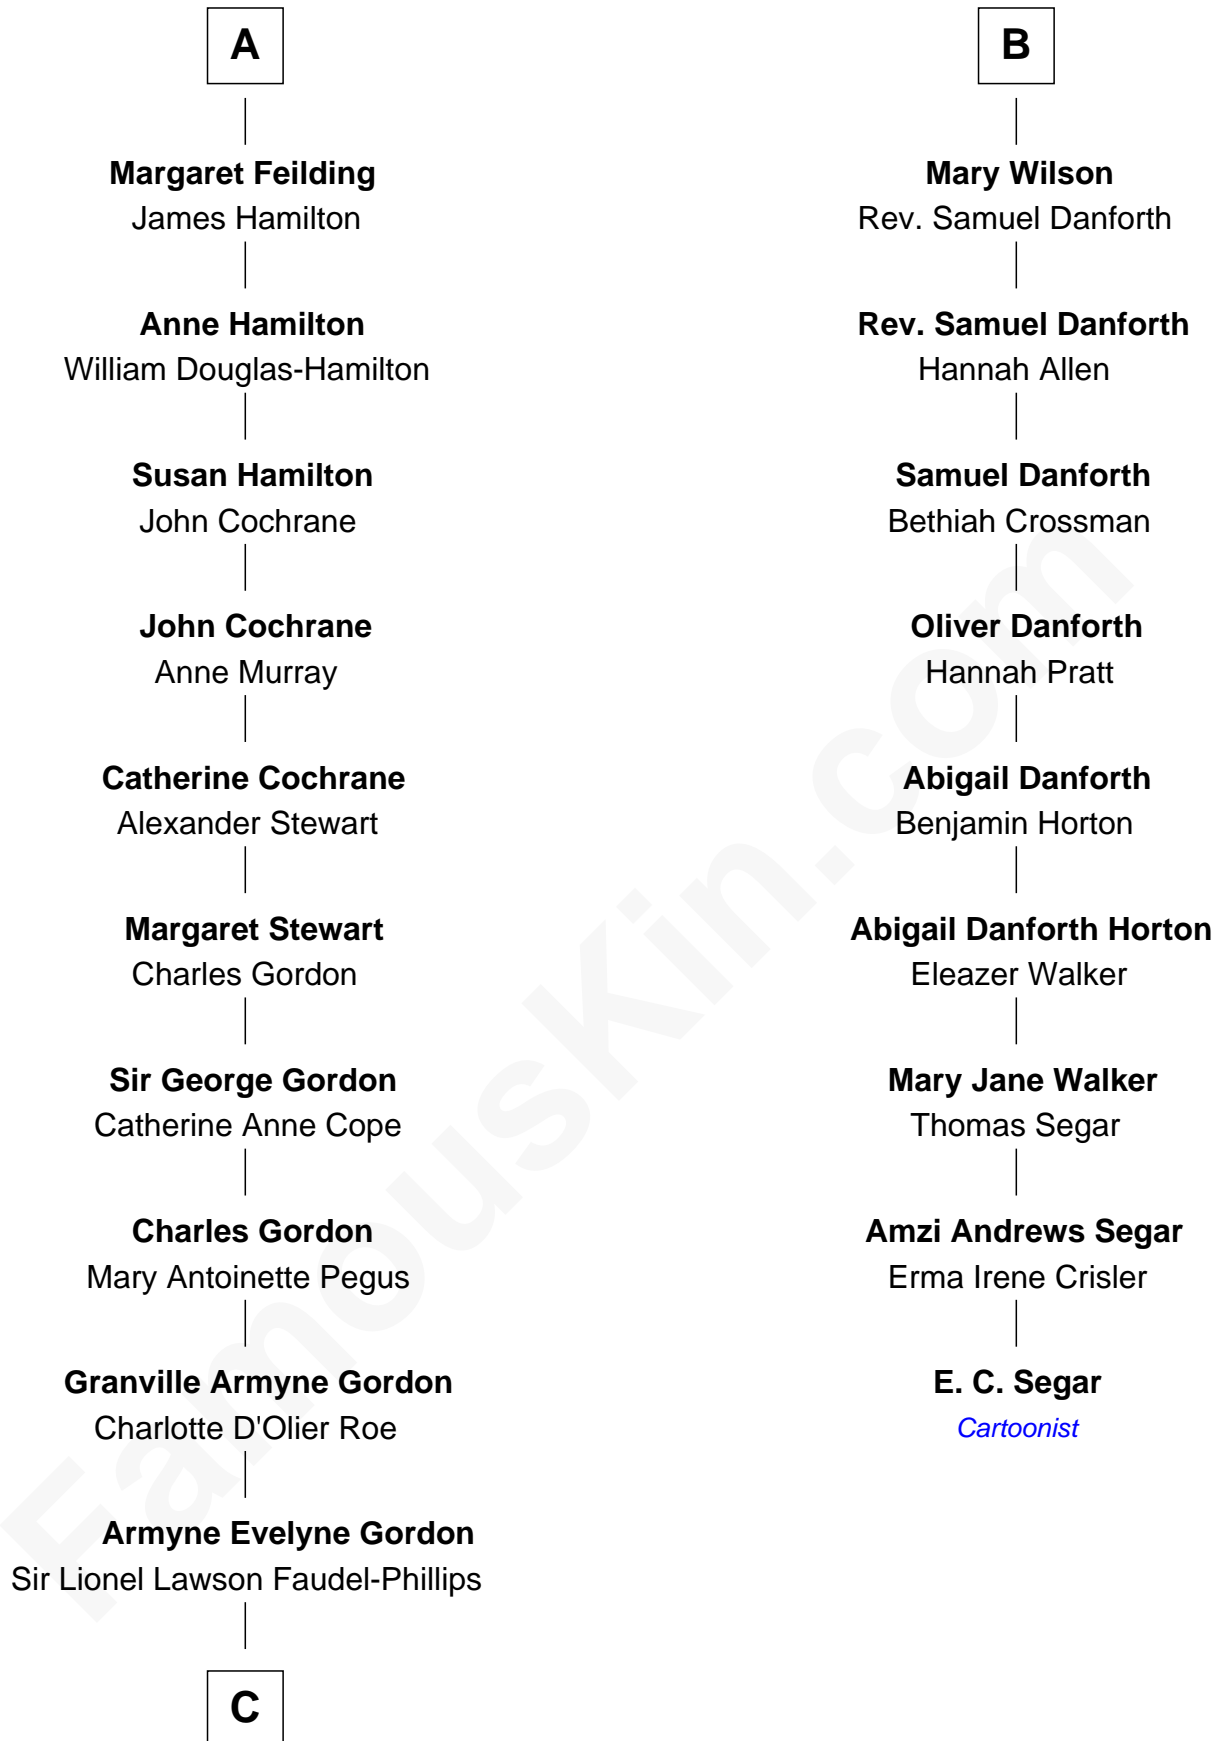 A
Margaret Feilding
James Hamilton
Anne Hamilton
William Douglas-Hamilton
Susan Hamilton
John Cochrane
John Cochrane
Anne Murray
Catherine Cochrane
Alexander Stewart
Margaret Stewart
Charles Gordon
Sir George Gordon
Catherine Anne Cope
Charles Gordon
Mary Antoinette Pegus
Granville Armyne Gordon
Charlotte D'Olier Roe
Armyne Evelyne Gordon
Sir Lionel Lawson Faudel-Phillips
C
B
Mary Wilson
Rev. Samuel Danforth
Rev. Samuel Danforth
Hannah Allen
Samuel Danforth
Bethiah Crossman
Oliver Danforth
Hannah Pratt
Abigail Danforth
Benjamin Horton
Abigail Danforth Horton
Eleazer Walker
Mary Jane Walker
Thomas Segar
Amzi Andrews Segar
Erma Irene Crisler
E. C. Segar
Cartoonist
FamousKin.com